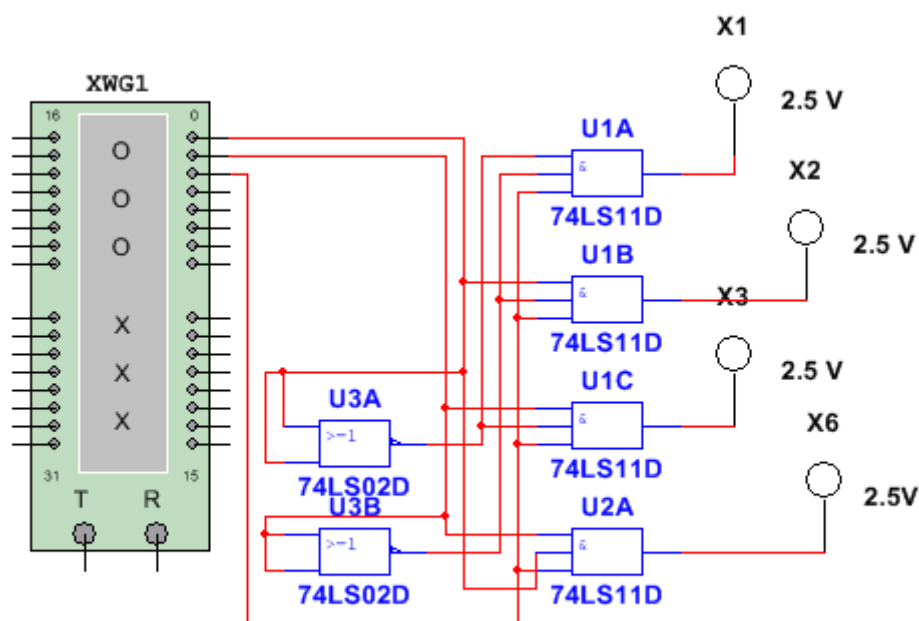 X1
XWG1
2.5 V
16 0
U1A
O
&
X2
O
74LS11D
2.5 V
O
U1B
&
X3
X
74LS11D
X
2.5 V
U3A
U1C
X6
X
>=1
&
31 15
74LS02D
74LS11D
T R
U3B
U2A
2.5V
>=1
&
74LS02D
74LS11D